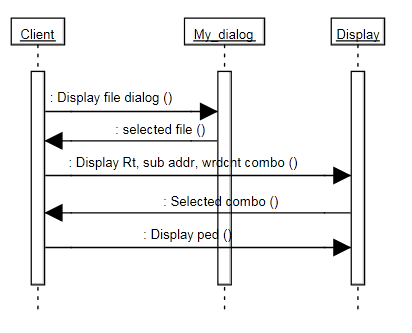 Client My_dialog Display
: Display file dialog ()
: selected file ()
: Display Rt, sub addr, wrdcnt combo ()
: Selected combo ()
: Display ped ()